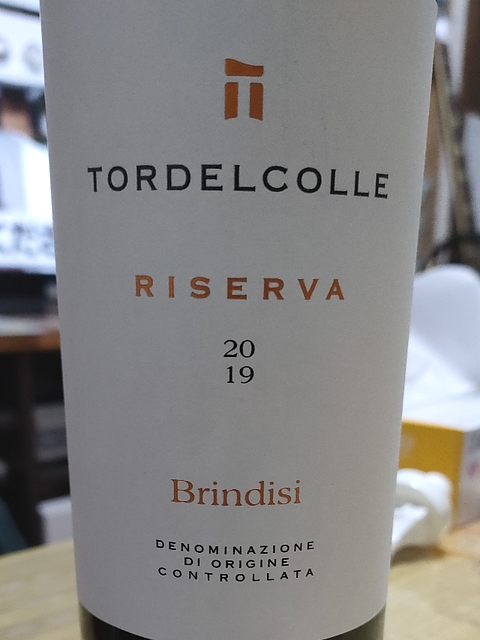 TORDELCOLLE
RISERVA
20
19
Brindisi
DENOMINAZIONE
DI ORIGINE
CONTROLLATA